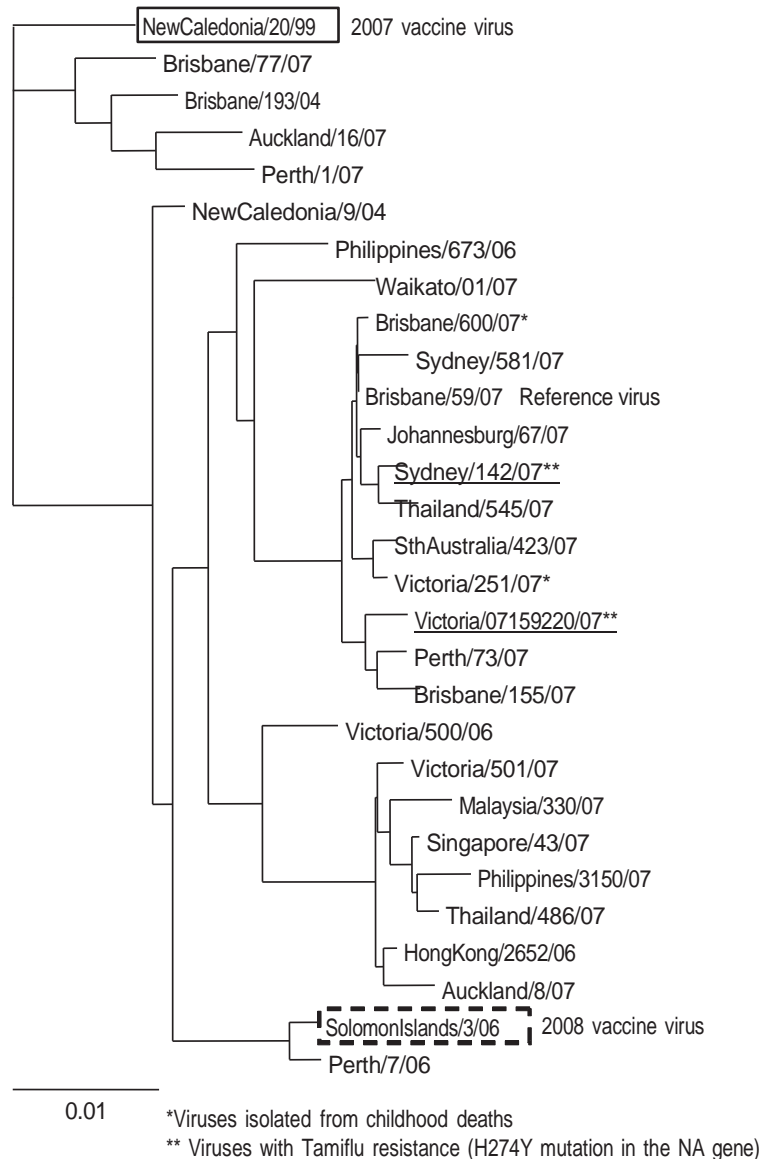 NewCaledonia/20/99 2007 vaccine virus
Brisbane/77/07
Brisbane/193/04
Auckland/16/07
Perth/1/07
NewCaledonia/9/04
Philippines/673/06
Waikato/01/07
Brisbane/600/07*
Sydney/581/07
Brisbane/59/07 Reference virus
Johannesburg/67/07
Sydney/142/07**
Thailand/545/07
SthAustralia/423/07
Victoria/251/07*
Victoria/07159220/07**
Perth/73/07
Brisbane/155/07
Victoria/500/06
Victoria/501/07
Malaysia/330/07
Singapore/43/07
Philippines/3150/07
Thailand/486/07
HongKong/2652/06
Auckland/8/07
SolomonIslands/3/06 2008 vaccine virus
Perth/7/06
0.01
*Viruses isolated from childhood deaths
** Viruses with Tamiflu resistance (H274Y mutation in the NA gene)